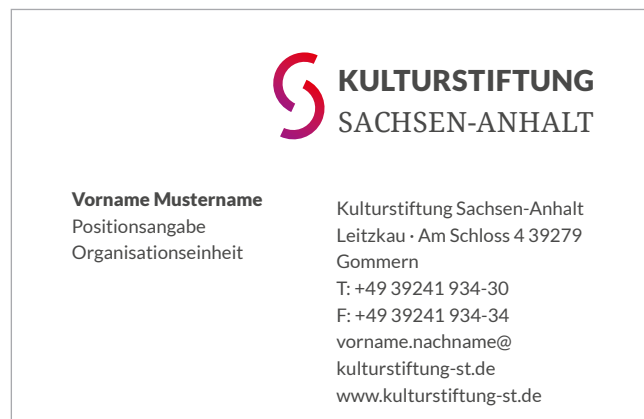 KULTURSTIFTUNG
SACHSEN-ANHALT
Vorname Mustername
Positionsangabe
Organisationseinheit
Kulturstiftung Sachsen-Anhalt
Leitzkau · Am Schloss 4 39279
Gommern
T: +49 39241 934-30
F: +49 39241 934-34
vorname.nachname@
kulturstiftung-st.de
www.kulturstiftung-st.de